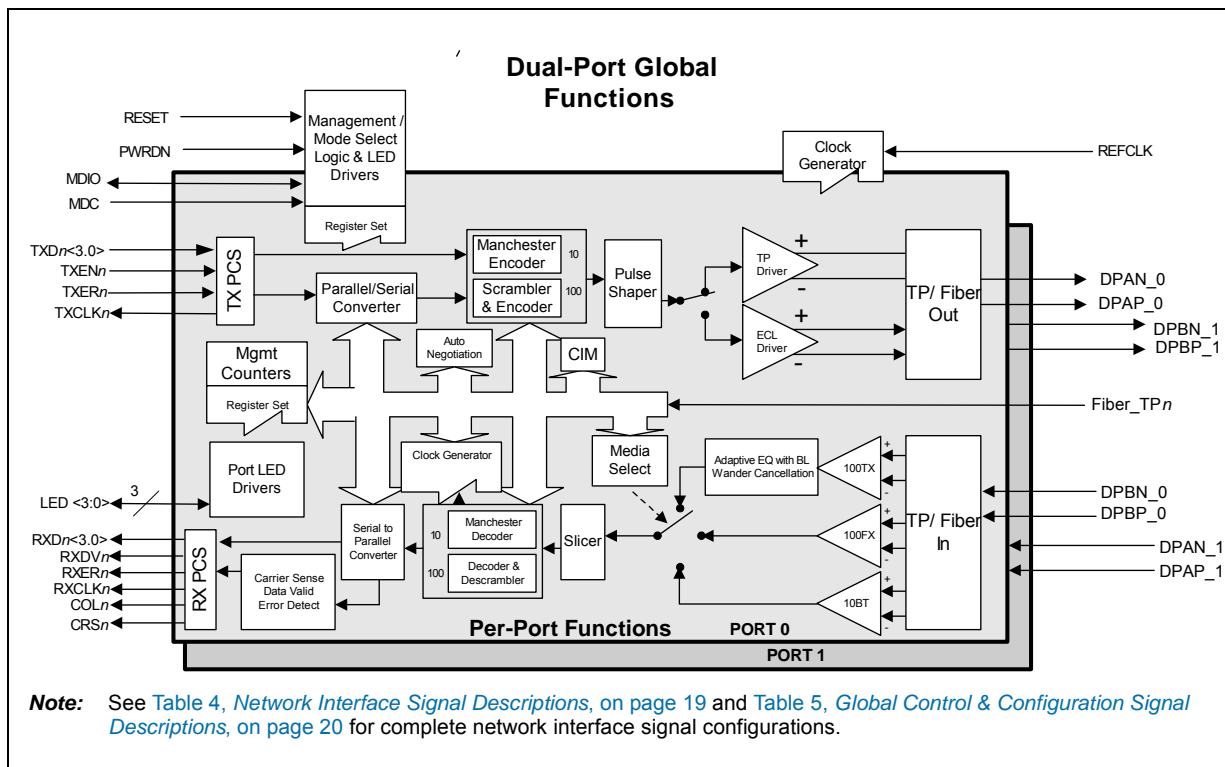 Dual-Port Global
Functions
RESET
PWRDN
MDIO
MDC
Management /
Mode Select
Logic & LED
Drivers
Register Set
Clock
Generator
REFCLK
TXDn<3.0>
TXENn
TXERn
TXCLKn
TX PCS
Parallel/Serial
Converter
Manchester
Encoder
10
Scrambler
& Encoder
100
Pulse
Shaper
TP
Driver
+
-
ECL
Driver
+
-
TP/ Fiber
Out
DPAN_0
DPAP_0
DPBN_1
DPBP_1
Auto
Negotiation
CIM
Mgmt
Counters
Register Set
Fiber_TPn
Port LED
Drivers
LED <3:0>
3
Clock Generator
Media
Select
Adaptive EQ with BL
Wander Cancellation
100TX
+
-
100FX
+
-
10BT
+
-
TP/ Fiber
In
DPBN_0
DPBP_0
DPAN_1
DPAP_1
RXDn<3.0>
RXDVn
RXERn
RXCLKn
COLn
CRSn
RX PCS
Carrier Sense
Data Valid
Error Detect
Serial to
Parallel
Converter
10
Manchester
Decoder
100
Decoder &
Descrambler
Slicer
Per-Port Functions
PORT 0
PORT 1
Note: See Table 4, Network Interface Signal Descriptions, on page 19 and Table 5, Global Control & Configuration Signal
Descriptions, on page 20 for complete network interface signal configurations.